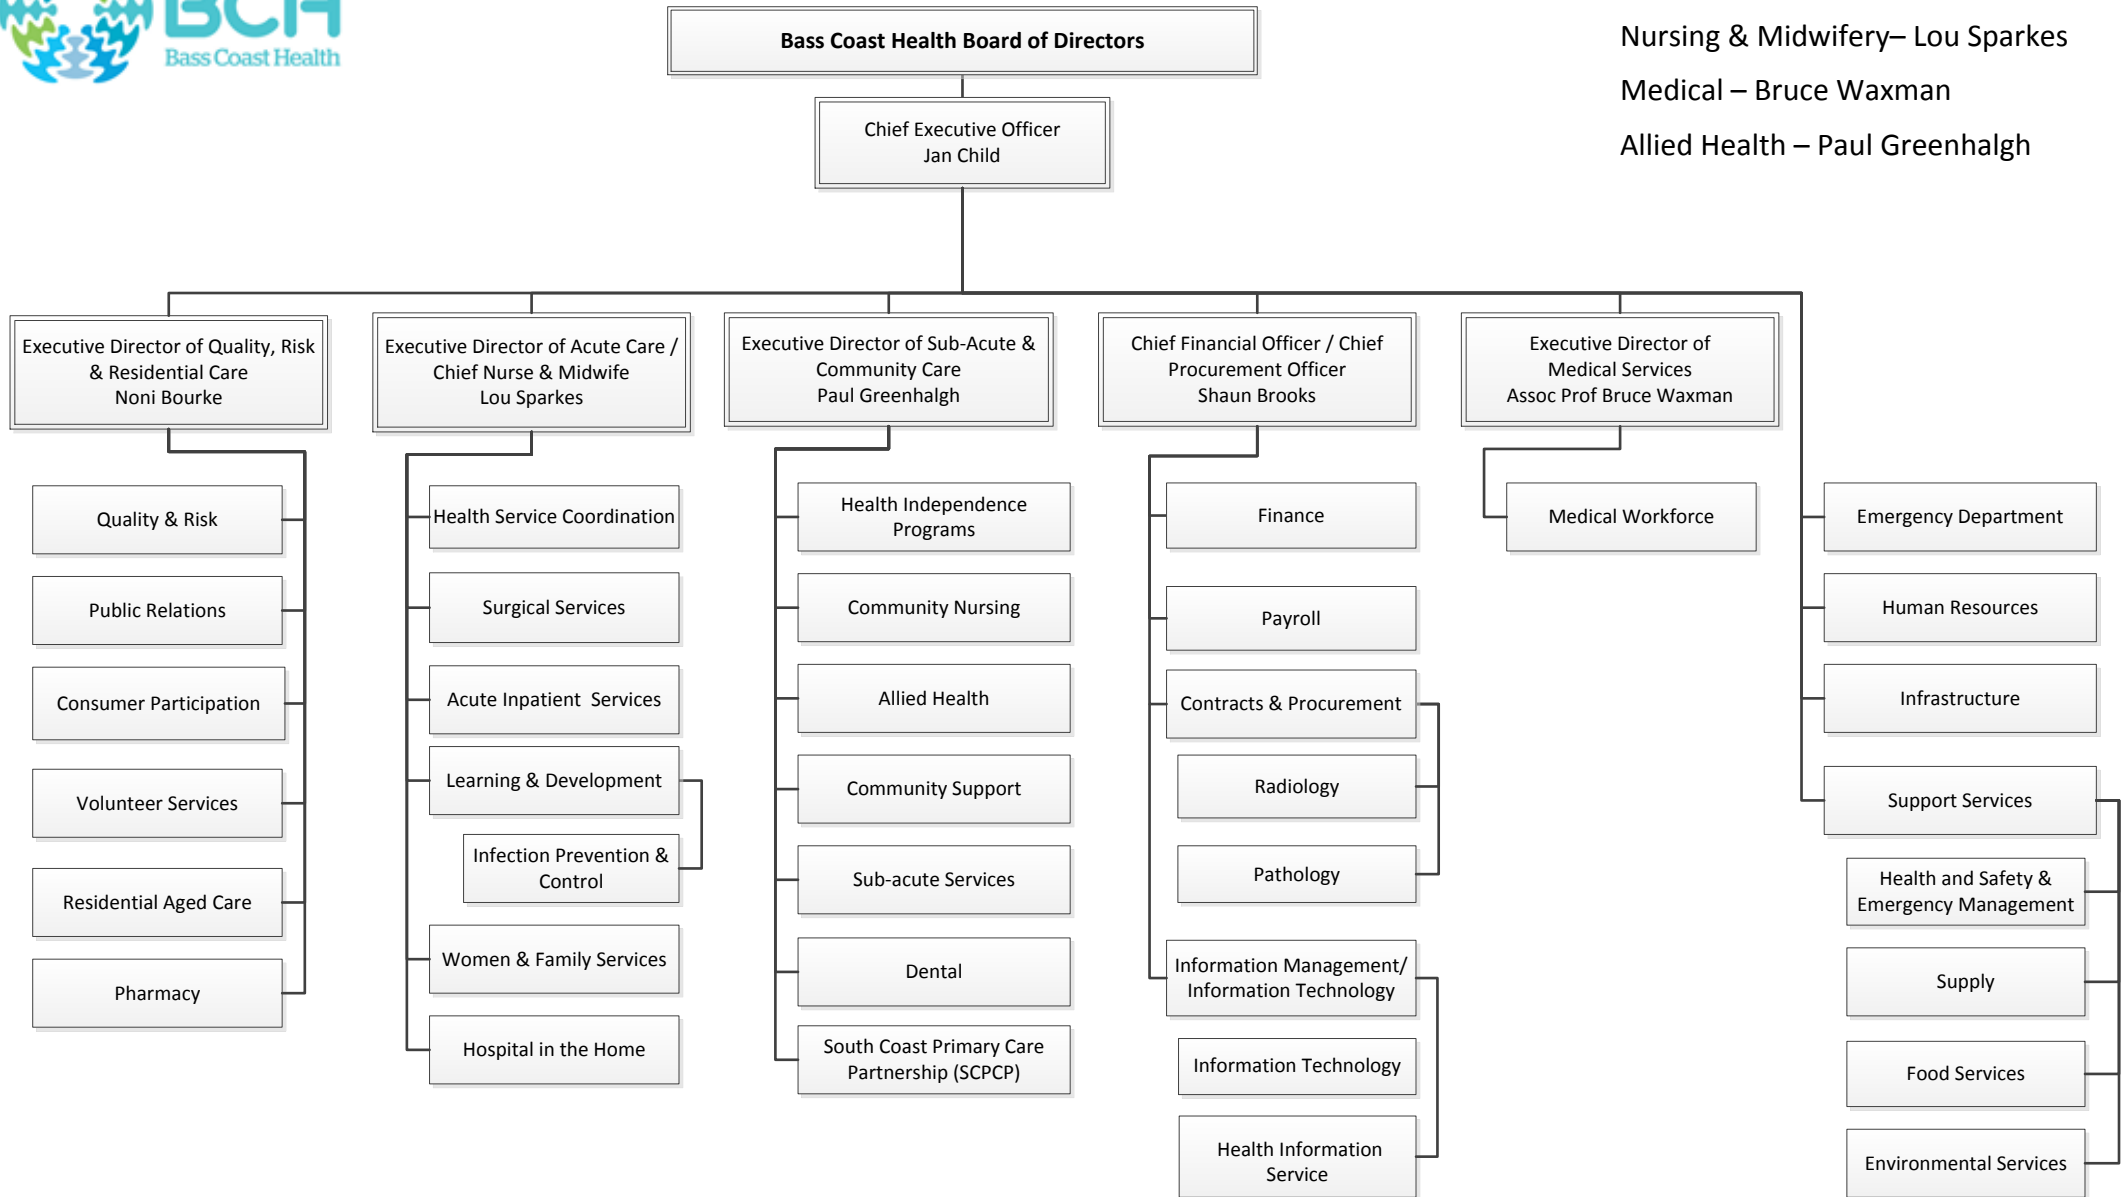 BCH
Bass Coast Health
Bass Coast Health Board of Directors
Nursing & Midwifery– Lou Sparkes
Medical – Bruce Waxman
Allied Health – Paul Greenhalgh
Chief Executive Officer
Jan Child
Executive Director of Quality, Risk
& Residential Care
Noni Bourke
Quality & Risk
Public Relations
Consumer Participation
Volunteer Services
Residential Aged Care
Pharmacy
Executive Director of Acute Care /
Chief Nurse & Midwife
Lou Sparkes
Health Service Coordination
Surgical Services
Acute Inpatient  Services
Learning & Development
Infection Prevention &
Control
Women & Family Services
Hospital in the Home
Executive Director of Sub-Acute &
Community Care
Paul Greenhalgh
Health Independence
Programs
Community Nursing
Allied Health
Community Support
Sub-acute Services
Dental
South Coast Primary Care
Partnership (SCPCP)
Chief Financial Officer / Chief
Procurement Officer
Shaun Brooks
Finance
Payroll
Contracts & Procurement
Radiology
Pathology
Information Management/
Information Technology
Information Technology
Health Information
Service
Executive Director of
Medical Services
Assoc Prof Bruce Waxman
Medical Workforce
Emergency Department
Human Resources
Infrastructure
Support Services
Health and Safety &
Emergency Management
Supply
Food Services
Environmental Services